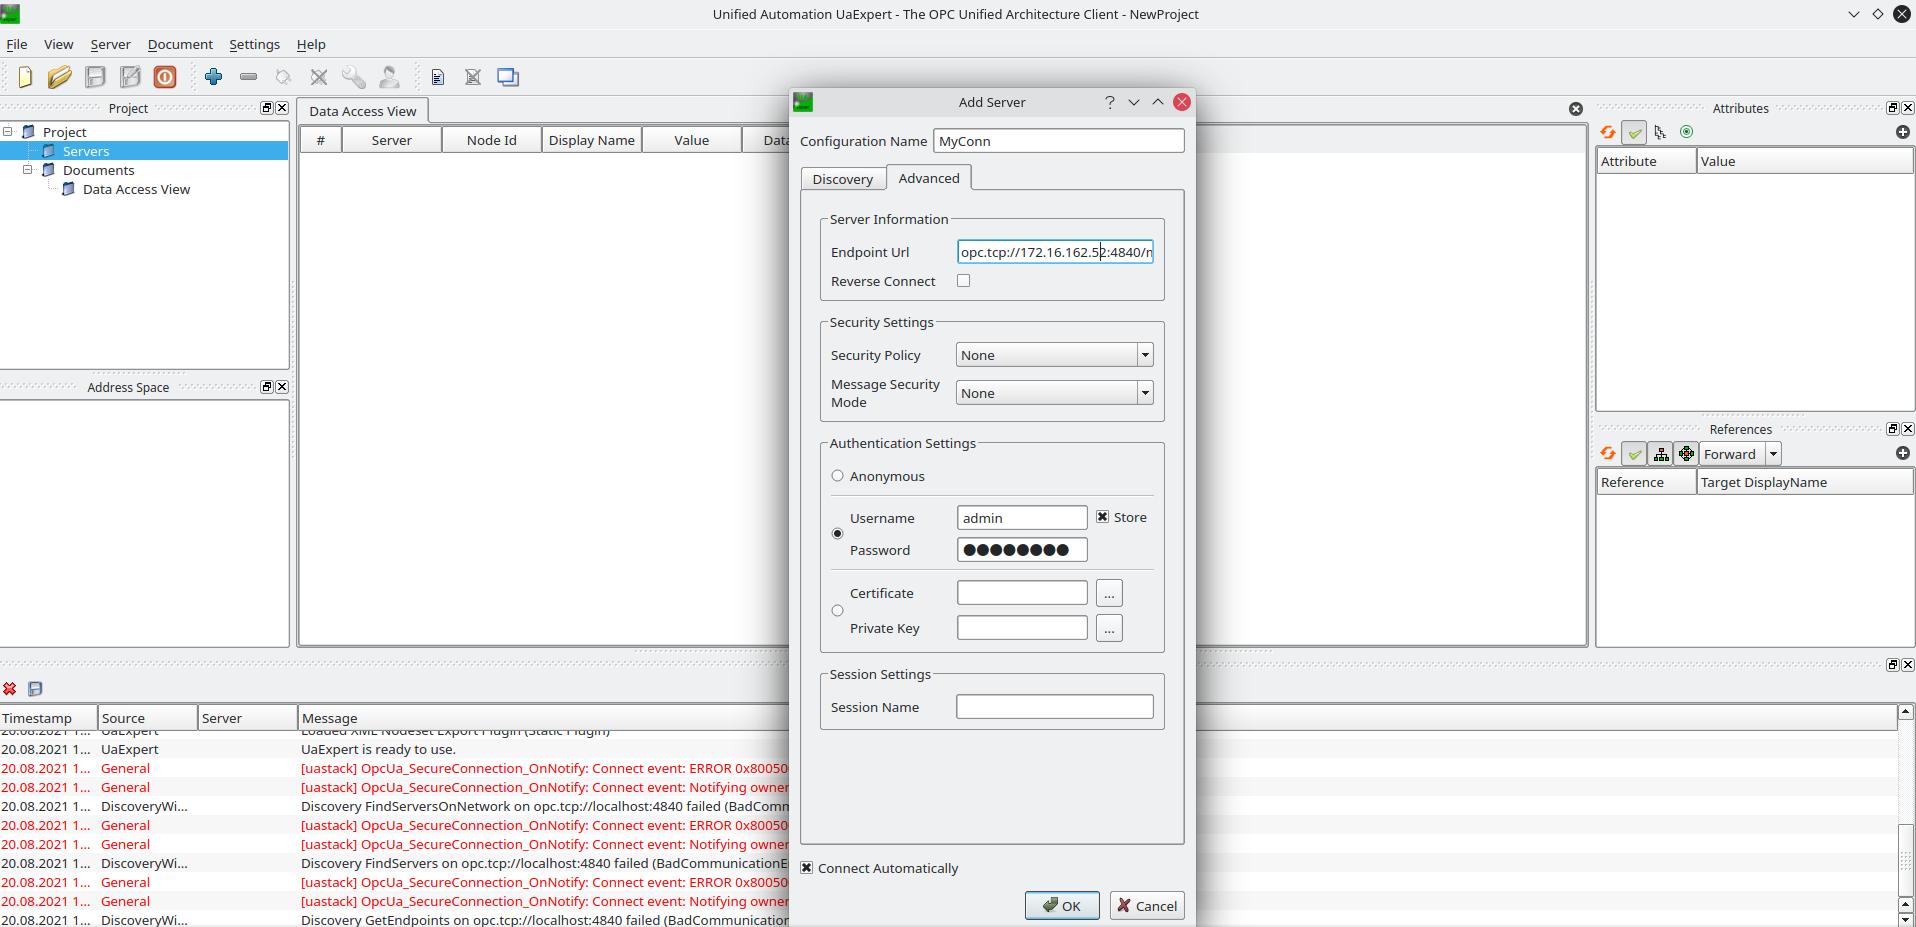 Unified Automation UaExpert - The OPC Unified Architecture Client - NewProject
File View Server Document Settings Help
Project
Project
Servers
Documents
Data Access View
Address Space
Data Access View
# Server Node Id Display Name Value Data
Add Server
Configuration Name MyConn
Discovery Advanced
Server Information
Endpoint Url opc.tcp://172.16.162.52:4840/
Reverse Connect
Security Settings
Security Policy None
Message Security Mode None
Authentication Settings
Anonymous
Username admin Store
Password
Certificate ...
Private Key ...
Session Settings
Session Name
Connect Automatically
OK Cancel
Attributes
Attribute Value
References
Forward
Reference Target DisplayName
Timestamp Source Server Message
UaExpert Loaded XML Nodeset Export Plugin (Static Plugin)
20.08.2021 1... UaExpert UaExpert is ready to use.
20.08.2021 1... General [uastack] OpcUa_SecureConnection_OnNotify: Connect event: ERROR 0x80050
20.08.2021 1... General [uastack] OpcUa_SecureConnection_OnNotify: Connect event: Notifying owner
20.08.2021 1... DiscoveryWi... Discovery FindServersOnNetwork on opc.tcp://localhost:4840 failed (BadComm
20.08.2021 1... General [uastack] OpcUa_SecureConnection_OnNotify: Connect event: ERROR 0x80050
20.08.2021 1... General [uastack] OpcUa_SecureConnection_OnNotify: Connect event: Notifying owner
20.08.2021 1... DiscoveryWi... Discovery FindServers on opc.tcp://localhost:4840 failed (BadCommunication
20.08.2021 1... General [uastack] OpcUa_SecureConnection_OnNotify: Connect event: ERROR 0x80050
20.08.2021 1... General [uastack] OpcUa_SecureConnection_OnNotify: Connect event: Notifying owner
20.08.2021 1... DiscoveryWi... Discovery GetEndpoints on opc.tcp://localhost:4840 failed (BadCommunication